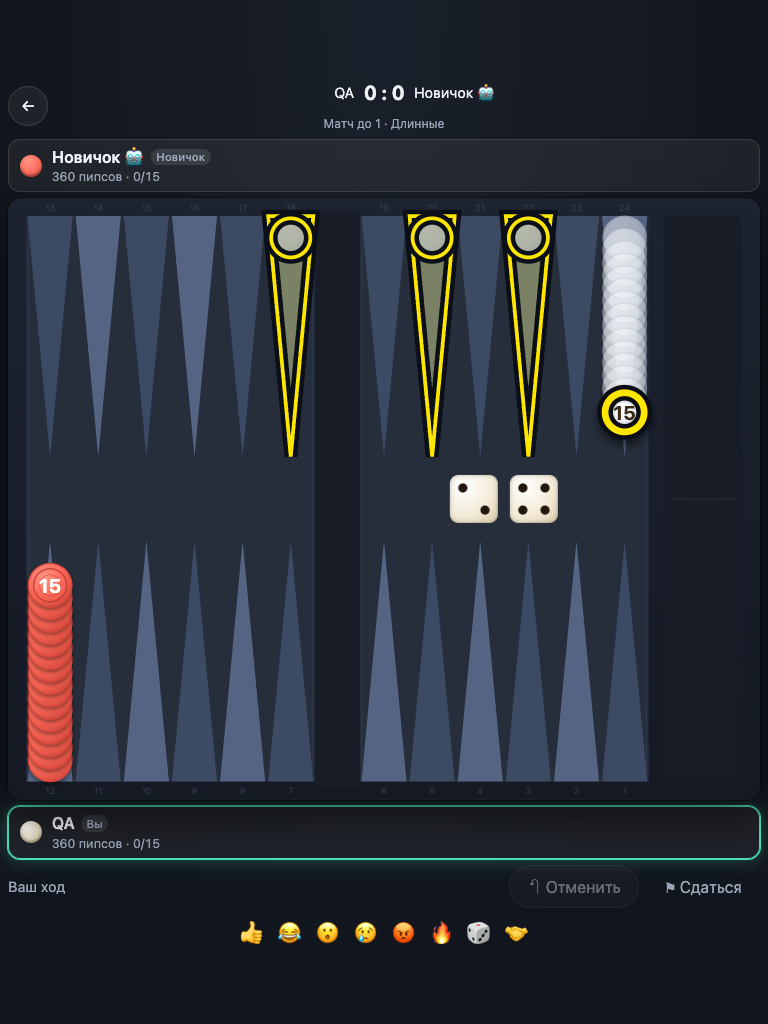 QA 0 : 0 Новичок
Матч до 1 · Длинные
Новичок Новичок
360 пипсов · 0/15
13 14 15 16 17 18 19 20 21 22 23 24
15
15
12 11 10 9 8 7 6 5 4 3 2 1
QA Вы
360 пипсов · 0/15
Ваш ход Отменить Сдаться